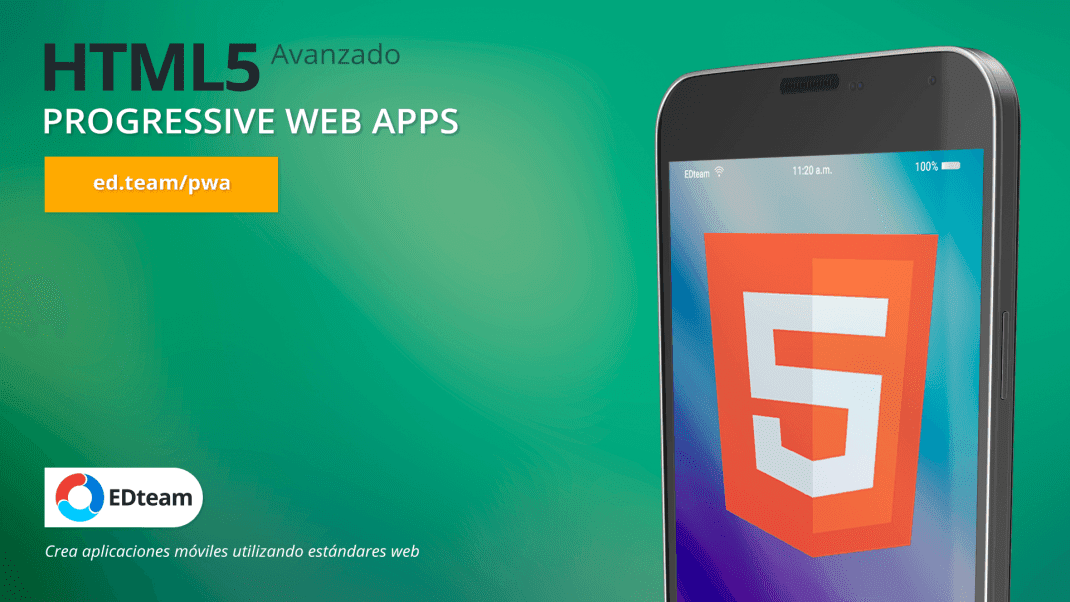 HTML5 Avanzado
PROGRESSIVE WEB APPS
ed.team/pwa
EDteam
11:20 a.m.
100%
5
EDteam
Crea aplicaciones móviles utilizando estándares web